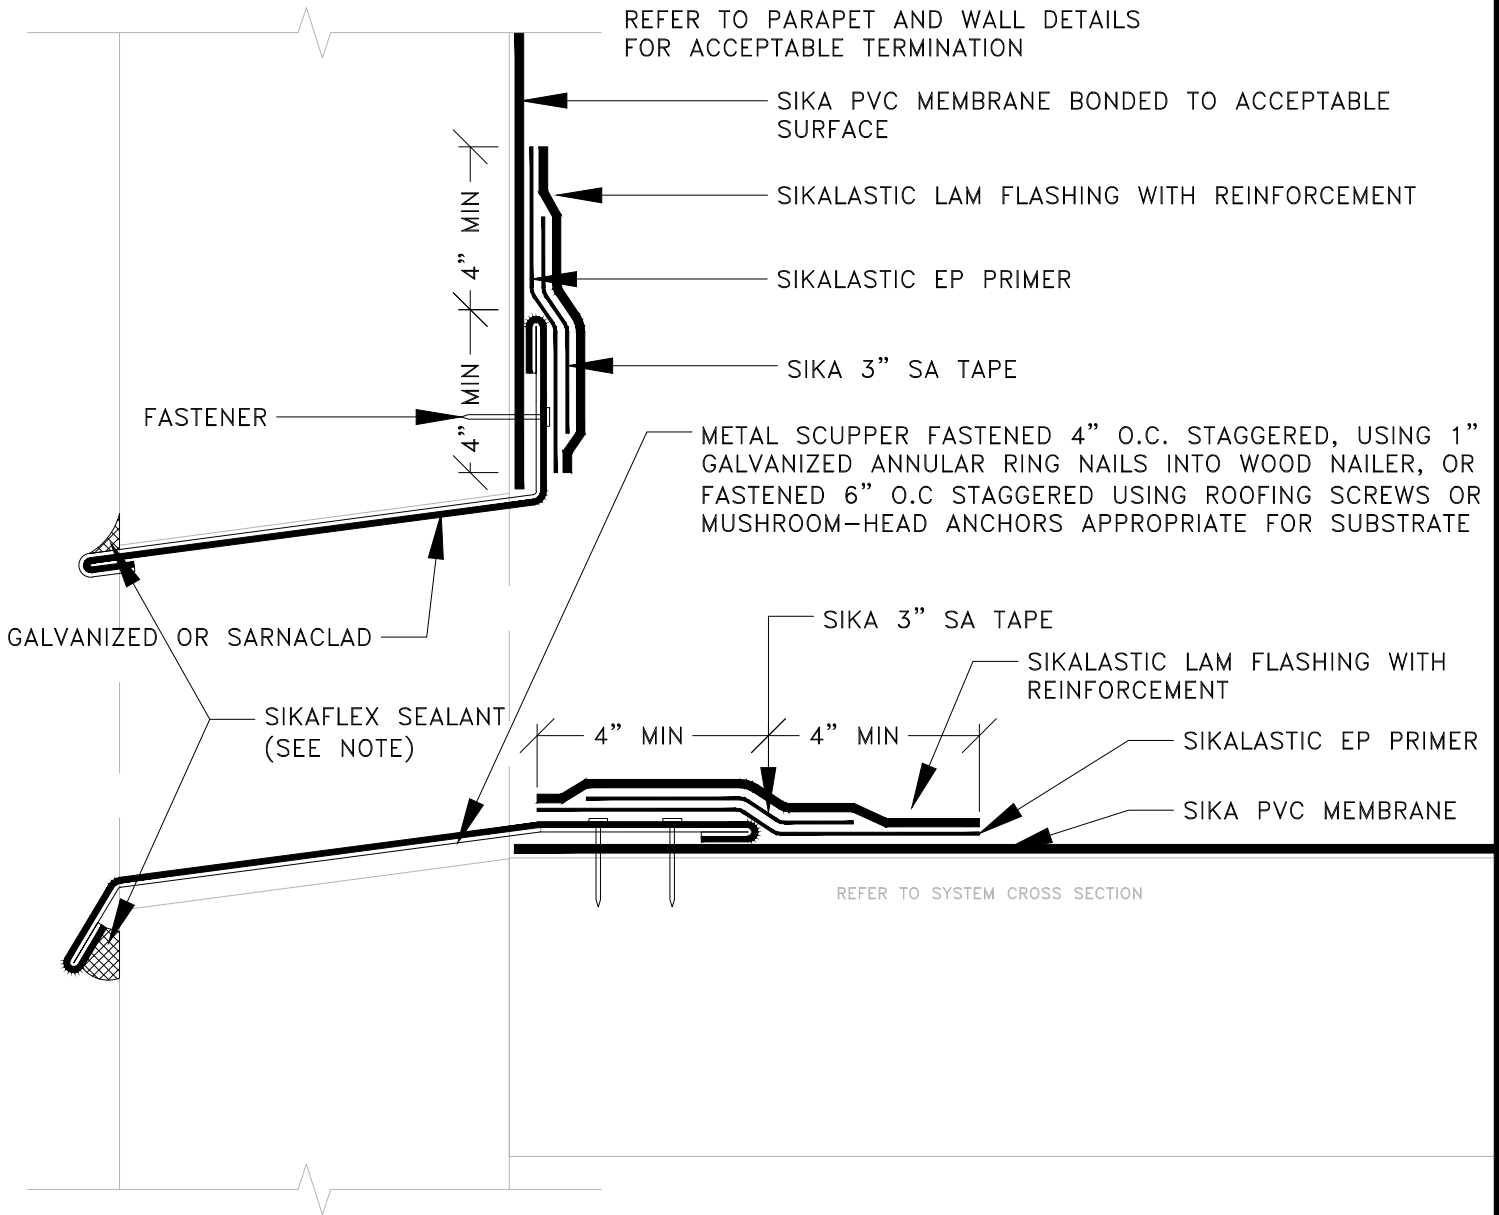 REFER TO PARAPET AND WALL DETAILS
FOR ACCEPTABLE TERMINATION
SIKA PVC MEMBRANE BONDED TO ACCEPTABLE
SURFACE
4” MIN
SIKALASTIC LAM FLASHING WITH REINFORCEMENT
SIKALASTIC EP PRIMER
4” MIN
SIKA 3” SA TAPE
FASTENER
METAL SCUPPER FASTENED 4” O.C. STAGGERED, USING 1”
GALVANIZED ANNULAR RING NAILS INTO WOOD NAILER, OR
FASTENED 6” O.C STAGGERED USING ROOFING SCREWS OR
MUSHROOM–HEAD ANCHORS APPROPRIATE FOR SUBSTRATE
GALVANIZED OR SARNACLAD
SIKA 3” SA TAPE
SIKALASTIC LAM FLASHING WITH
REINFORCEMENT
SIKAFLEX SEALANT
(SEE NOTE)
4” MIN
4” MIN
SIKALASTIC EP PRIMER
SIKA PVC MEMBRANE
REFER TO SYSTEM CROSS SECTION